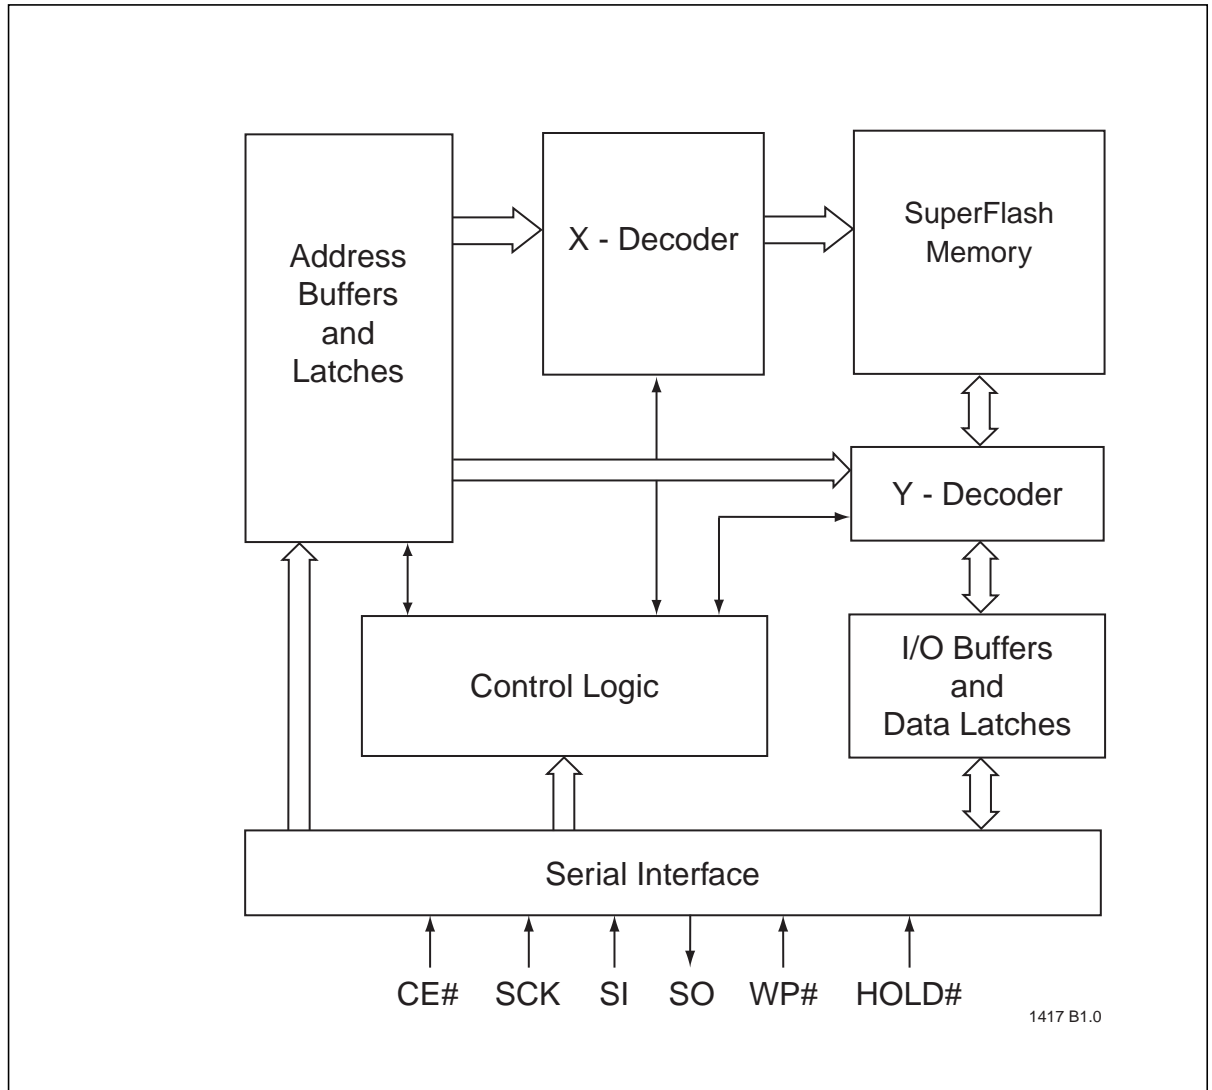 Address
Buffers
and
Latches
X - Decoder
SuperFlash
Memory
Y - Decoder
Control Logic
I/O Buffers
and
Data Latches
Serial Interface
CE# SCK SI SO WP# HOLD#
1417 B1.0